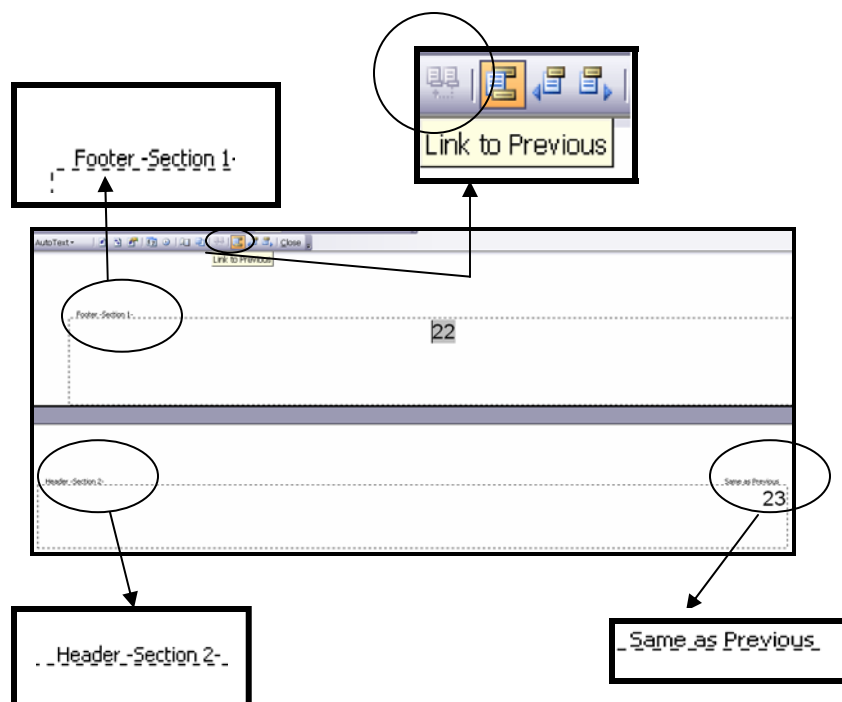 Link to Previous
Footer -Section 1-
AutoText
Close
Link to Previous
Footer -Section 1-
22
Header -Section 2-
Same as Previous
23
Header -Section 2-
Same as Previous